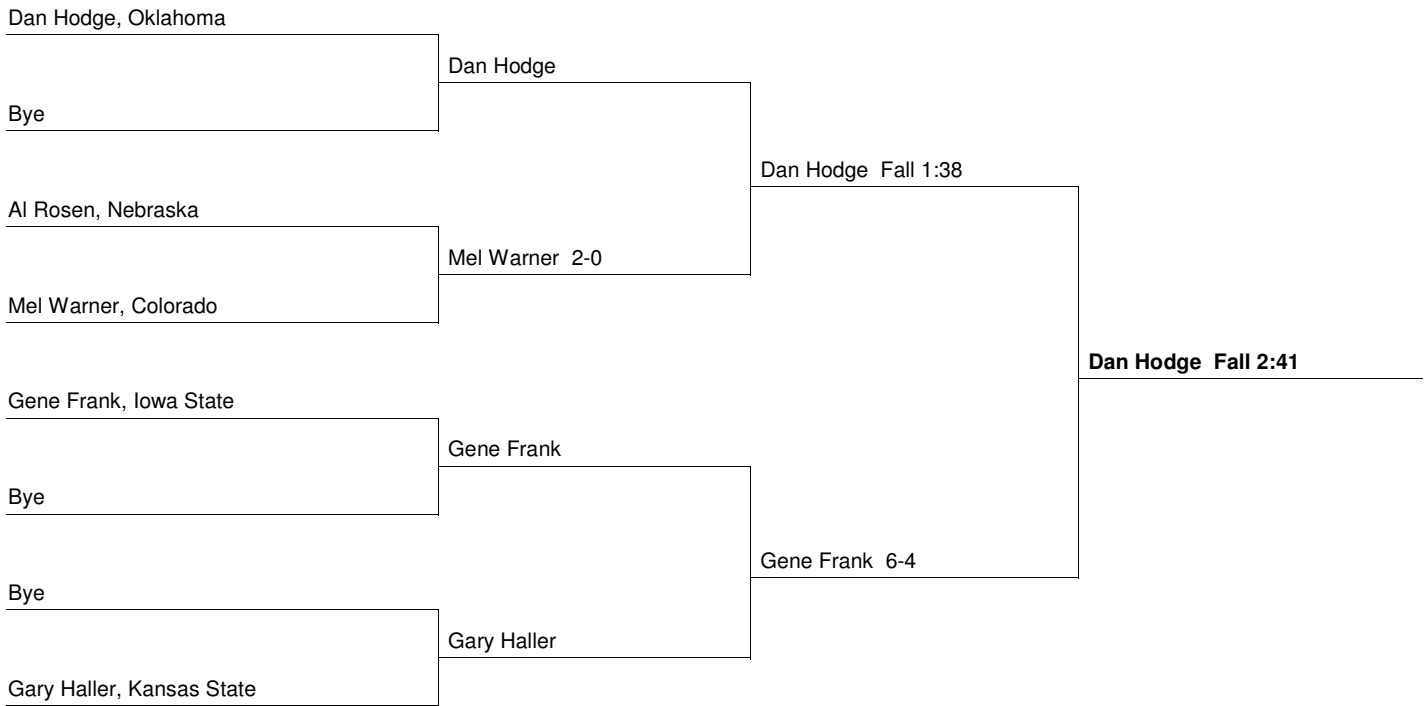 Dan Hodge, Oklahoma
Dan Hodge
Bye
Dan Hodge Fall 1:38
Al Rosen, Nebraska
Mel Warner 2-0
Mel Warner, Colorado
Dan Hodge Fall 2:41
Gene Frank, Iowa State
Gene Frank
Bye
Gene Frank 6-4
Bye
Gary Haller
Gary Haller, Kansas State